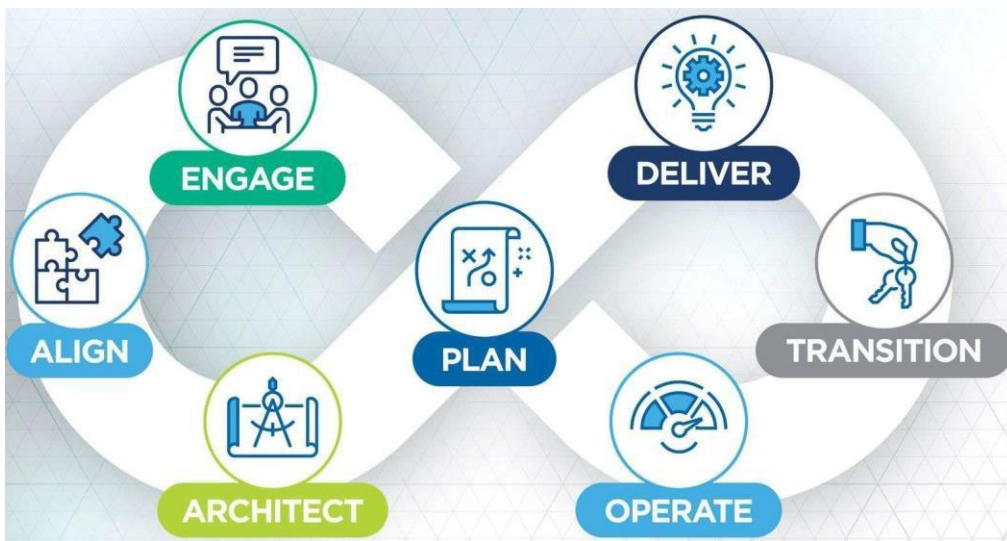 ENGAGE
DELIVER
ALIGN
PLAN
TRANSITION
ARCHITECT
OPERATE